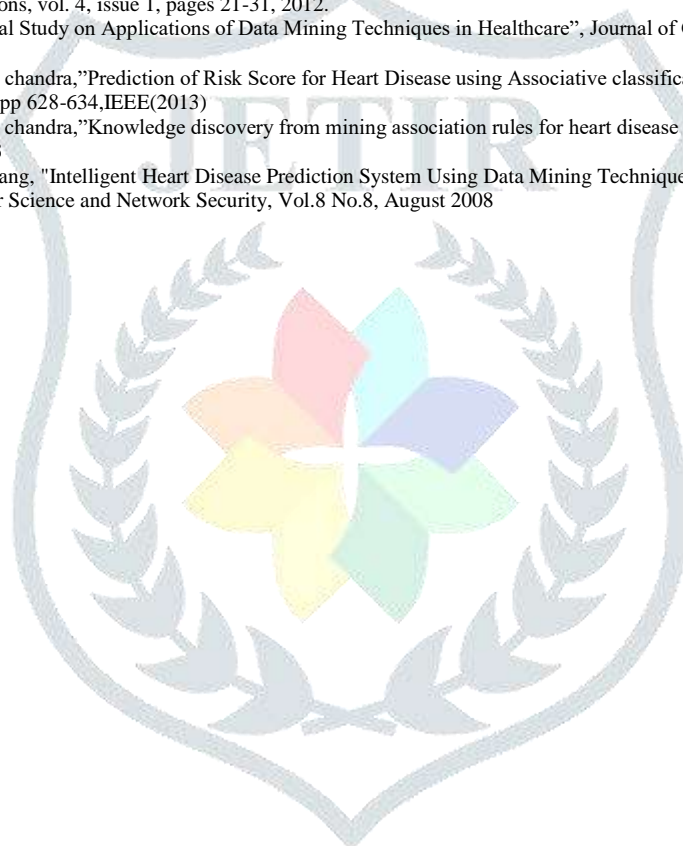 ons, vol. 4, issue 1, pages 21-31, 2012.
al Study on Applications of Data Mining Techniques in Healthcare”, Journal of
chandra,”Prediction of Risk Score for Heart Disease using Associative classifica
pp 628-634,IEEE(2013)
chandra,”Knowledge discovery from mining association rules for heart disease
ang, "Intelligent Heart Disease Prediction System Using Data Mining Technique
r Science and Network Security, Vol.8 No.8, August 2008
JETIR